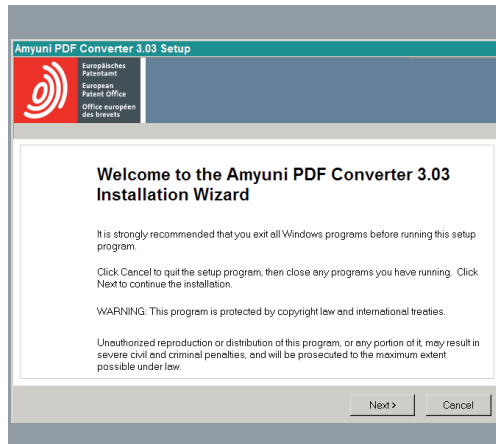 Amyuni PDF Converter 3.03 Setup
Europäisches
Patentamt
European
Patent Office
Office européen
des brevets
Welcome to the Amyuni PDF Converter 3.03
Installation Wizard
It is strongly recommended that you exit all Windows programs before running this setup
program.
Click Cancel to quit the setup program, then close any programs you have running. Click
Next to continue the installation.
WARNING: This program is protected by copyright law and international treaties.
Unauthorized reproduction or distribution of this program, or any portion of it, may result in
severe civil and criminal penalties, and will be prosecuted to the maximum extent
possible under law.
Next > Cancel